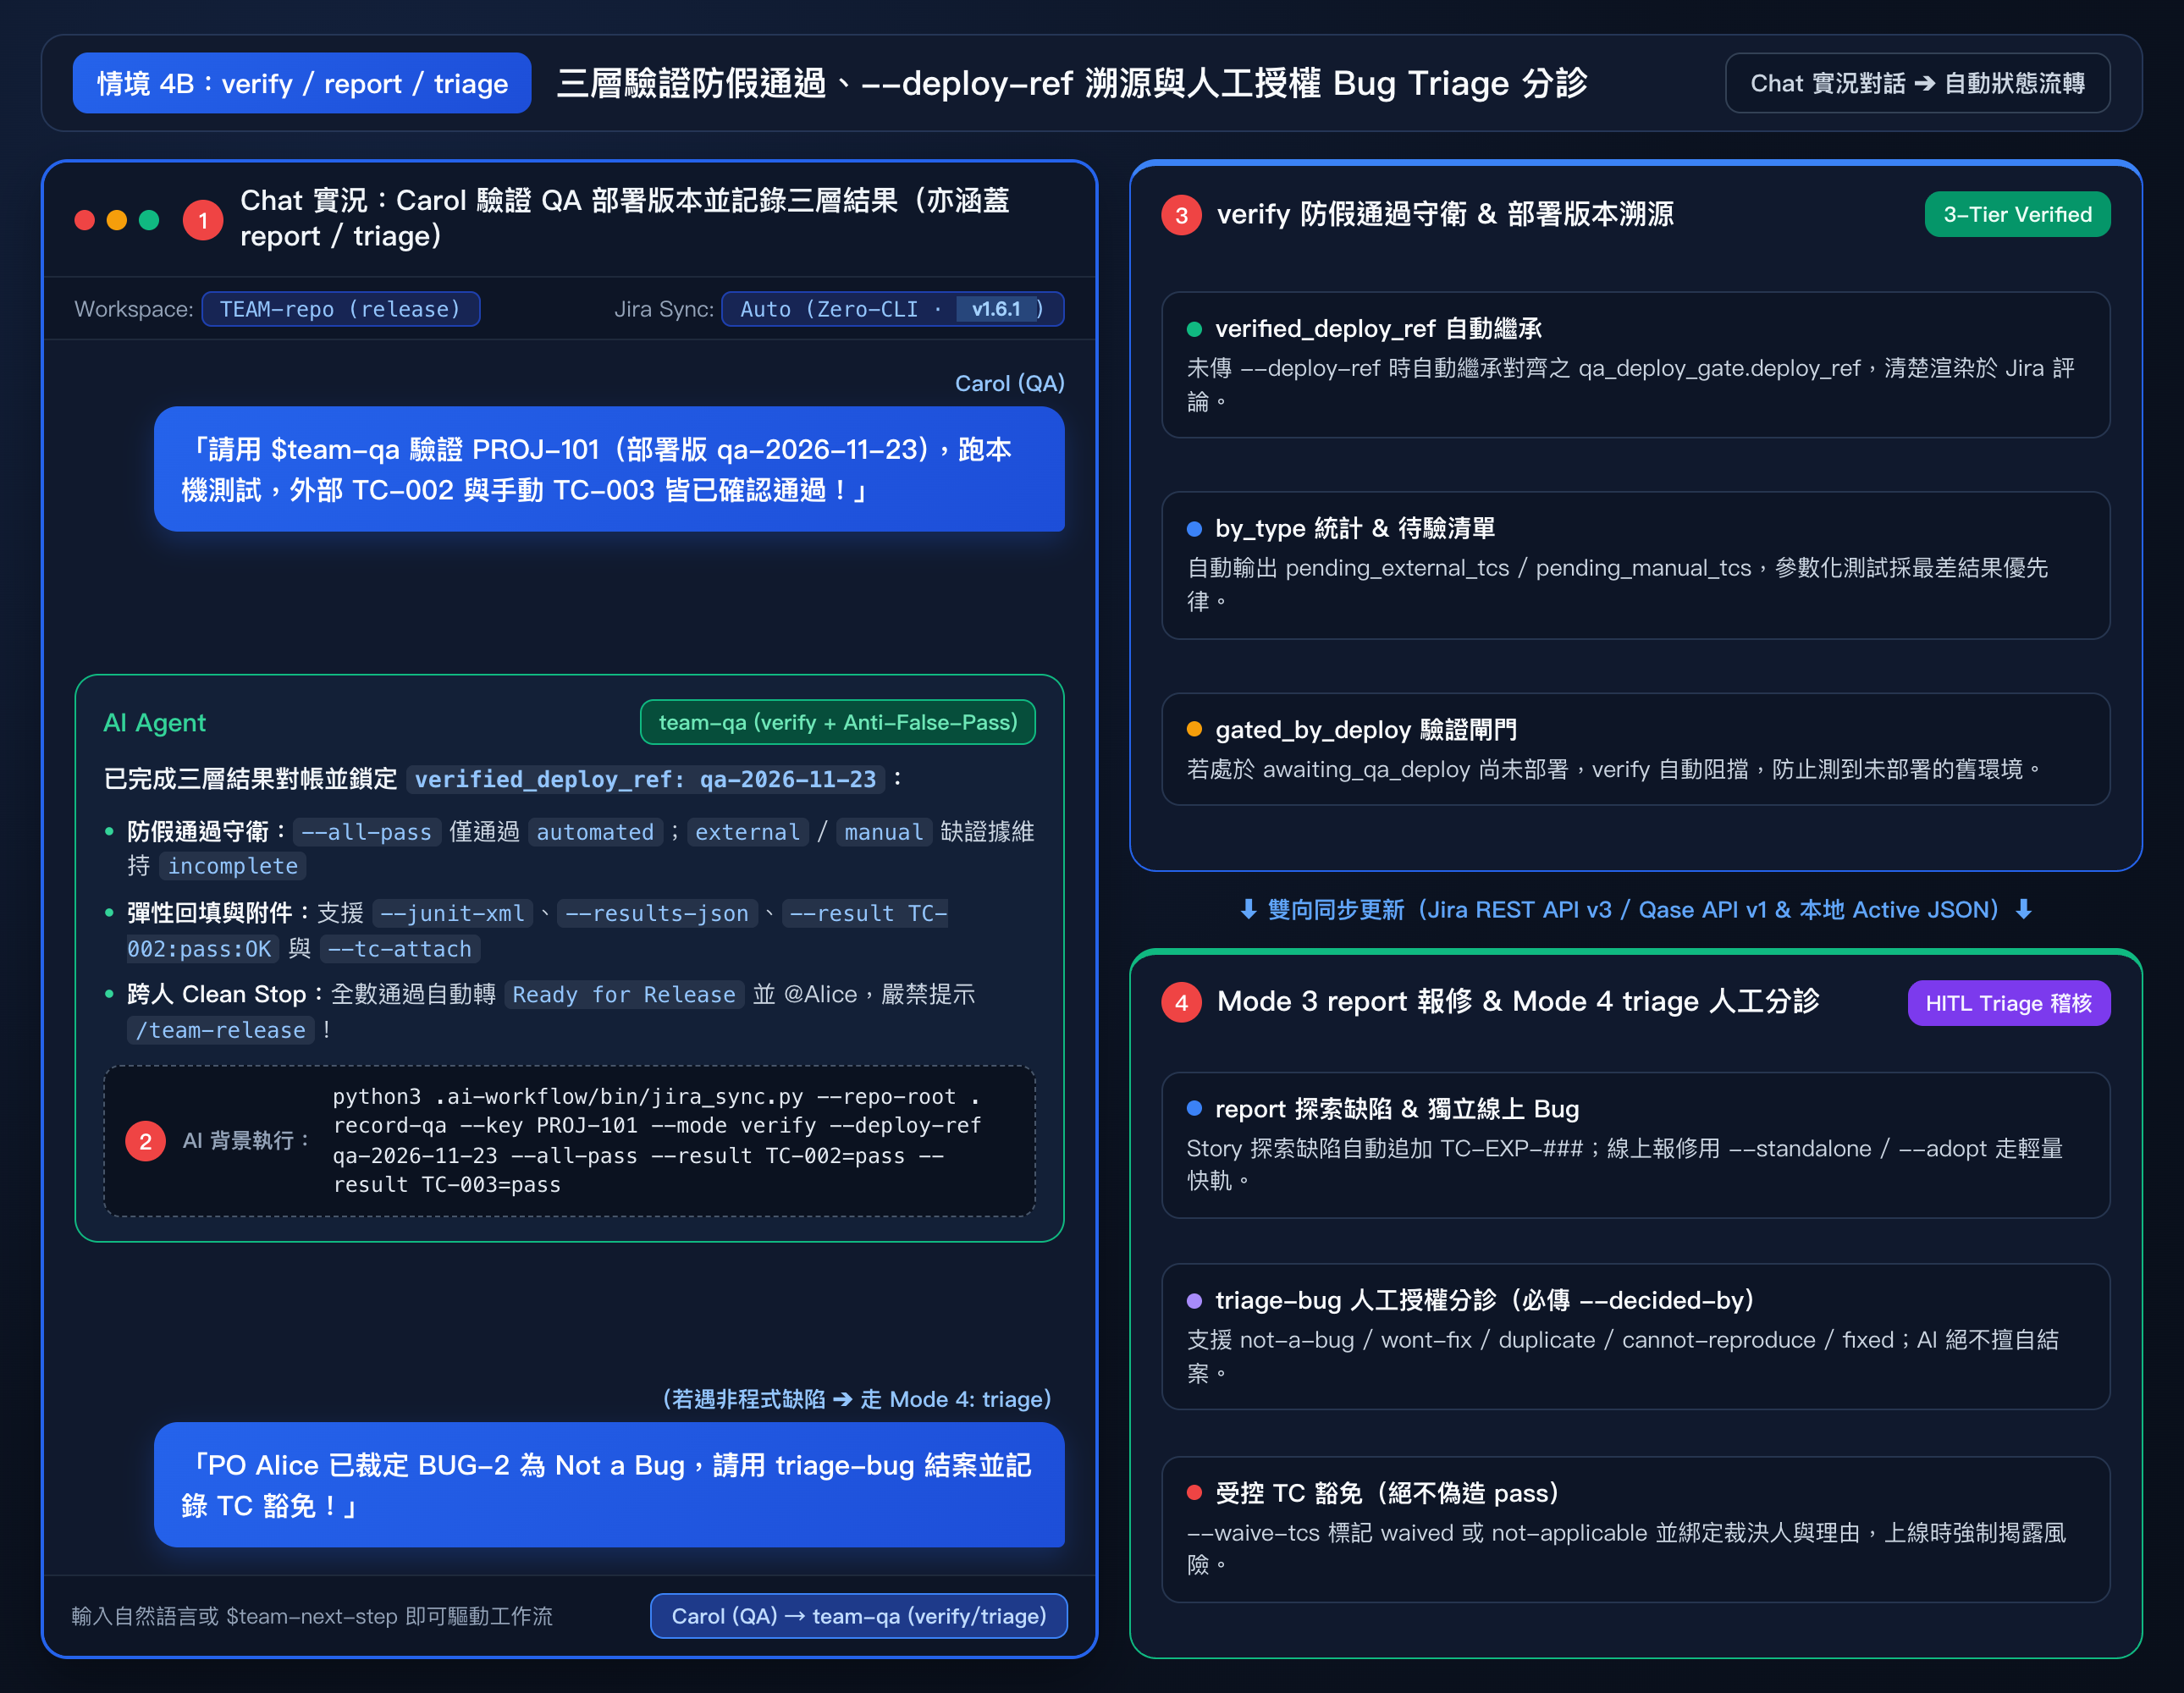 情境 4B：verify / report / triage
三層驗證防假通過、--deploy-ref 溯源與人工授權 Bug Triage 分診
Chat 實況對話 ➔ 自動狀態流轉
1
Chat 實況：Carol 驗證 QA 部署版本並記錄三層結果（亦涵蓋
report / triage）
Workspace: TEAM-repo (release)
Jira Sync: Auto (Zero-CLI · v1.6.1 )
Carol (QA)
「請用 $team-qa 驗證 PROJ-101（部署版 qa-2026-11-23），跑本
機測試，外部 TC-002 與手動 TC-003 皆已確認通過！」
AI Agent
team-qa (verify + Anti-False-Pass)
已完成三層結果對帳並鎖定 verified_deploy_ref: qa-2026-11-23 ：
• 防假通過守衛：--all-pass 僅通過 automated ；external / manual 缺證據維
持 incomplete
• 彈性回填與附件：支援 --junit-xml 、--results-json 、--result TC-
002:pass:OK 與 --tc-attach
• 跨人 Clean Stop：全數通過自動轉 Ready for Release 並 @Alice，嚴禁提示
/team-release ！
2
AI 背景執行：
python3 .ai-workflow/bin/jira_sync.py --repo-root .
record-qa --key PROJ-101 --mode verify --deploy-ref
qa-2026-11-23 --all-pass --result TC-002=pass --
result TC-003=pass
（若遇非程式缺陷 ➔ 走 Mode 4: triage）
「PO Alice 已裁定 BUG-2 為 Not a Bug，請用 triage-bug 結案並記
錄 TC 豁免！」
輸入自然語言或 $team-next-step 即可驅動工作流
Carol (QA) → team-qa (verify/triage)
3
verify 防假通過守衛 & 部署版本溯源
3-Tier Verified
verified_deploy_ref 自動繼承
未傳 --deploy-ref 時自動繼承對齊之 qa_deploy_gate.deploy_ref，清楚渲染於 Jira 評
論。
by_type 統計 & 待驗清單
自動輸出 pending_external_tcs / pending_manual_tcs，參數化測試採最差結果優先
律。
gated_by_deploy 驗證閘門
若處於 awaiting_qa_deploy 尚未部署，verify 自動阻擋，防止測到未部署的舊環境。
⬇ 雙向同步更新（Jira REST API v3 / Qase API v1 & 本地 Active JSON）⬇
4
Mode 3 report 報修 & Mode 4 triage 人工分診
HITL Triage 稽核
report 探索缺陷 & 獨立線上 Bug
Story 探索缺陷自動追加 TC-EXP-###；線上報修用 --standalone / --adopt 走輕量
快軌。
triage-bug 人工授權分診（必傳 --decided-by）
支援 not-a-bug / wont-fix / duplicate / cannot-reproduce / fixed；AI 絕不擅自結
案。
受控 TC 豁免（絕不偽造 pass）
--waive-tcs 標記 waived 或 not-applicable 並綁定裁決人與理由，上線時強制揭露風
險。